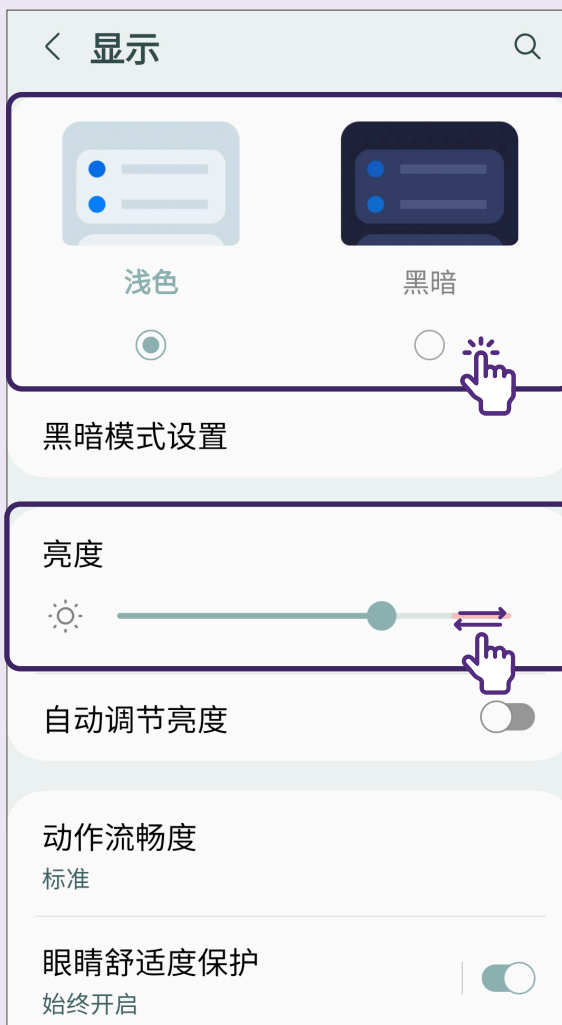 显示
浅色
黑暗
黑暗模式设置
亮度
自动调节亮度
动作流畅度
标准
眼睛舒适度保护
始终开启